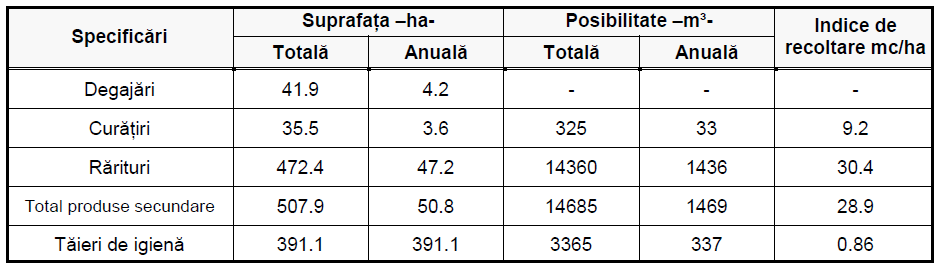 Specificări Suprafața –ha- Posibilitate –m³- Indice de recoltare mc/ha
Totală Anuală Totală Anuală
Degajări 41.9 4.2 - - -
Curățiri 35.5 3.6 325 33 9.2
Rărituri 472.4 47.2 14360 1436 30.4
Total produse secundare 507.9 50.8 14685 1469 28.9
Tăieri de igienă 391.1 391.1 3365 337 0.86